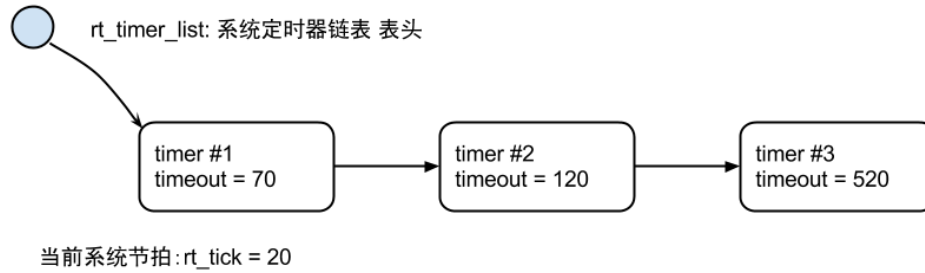 rt_timer_list: 系统定时器链表 表头
timer #1
timeout = 70
timer #2
timeout = 120
timer #3
timeout = 520
当前系统节拍：rt_tick = 20